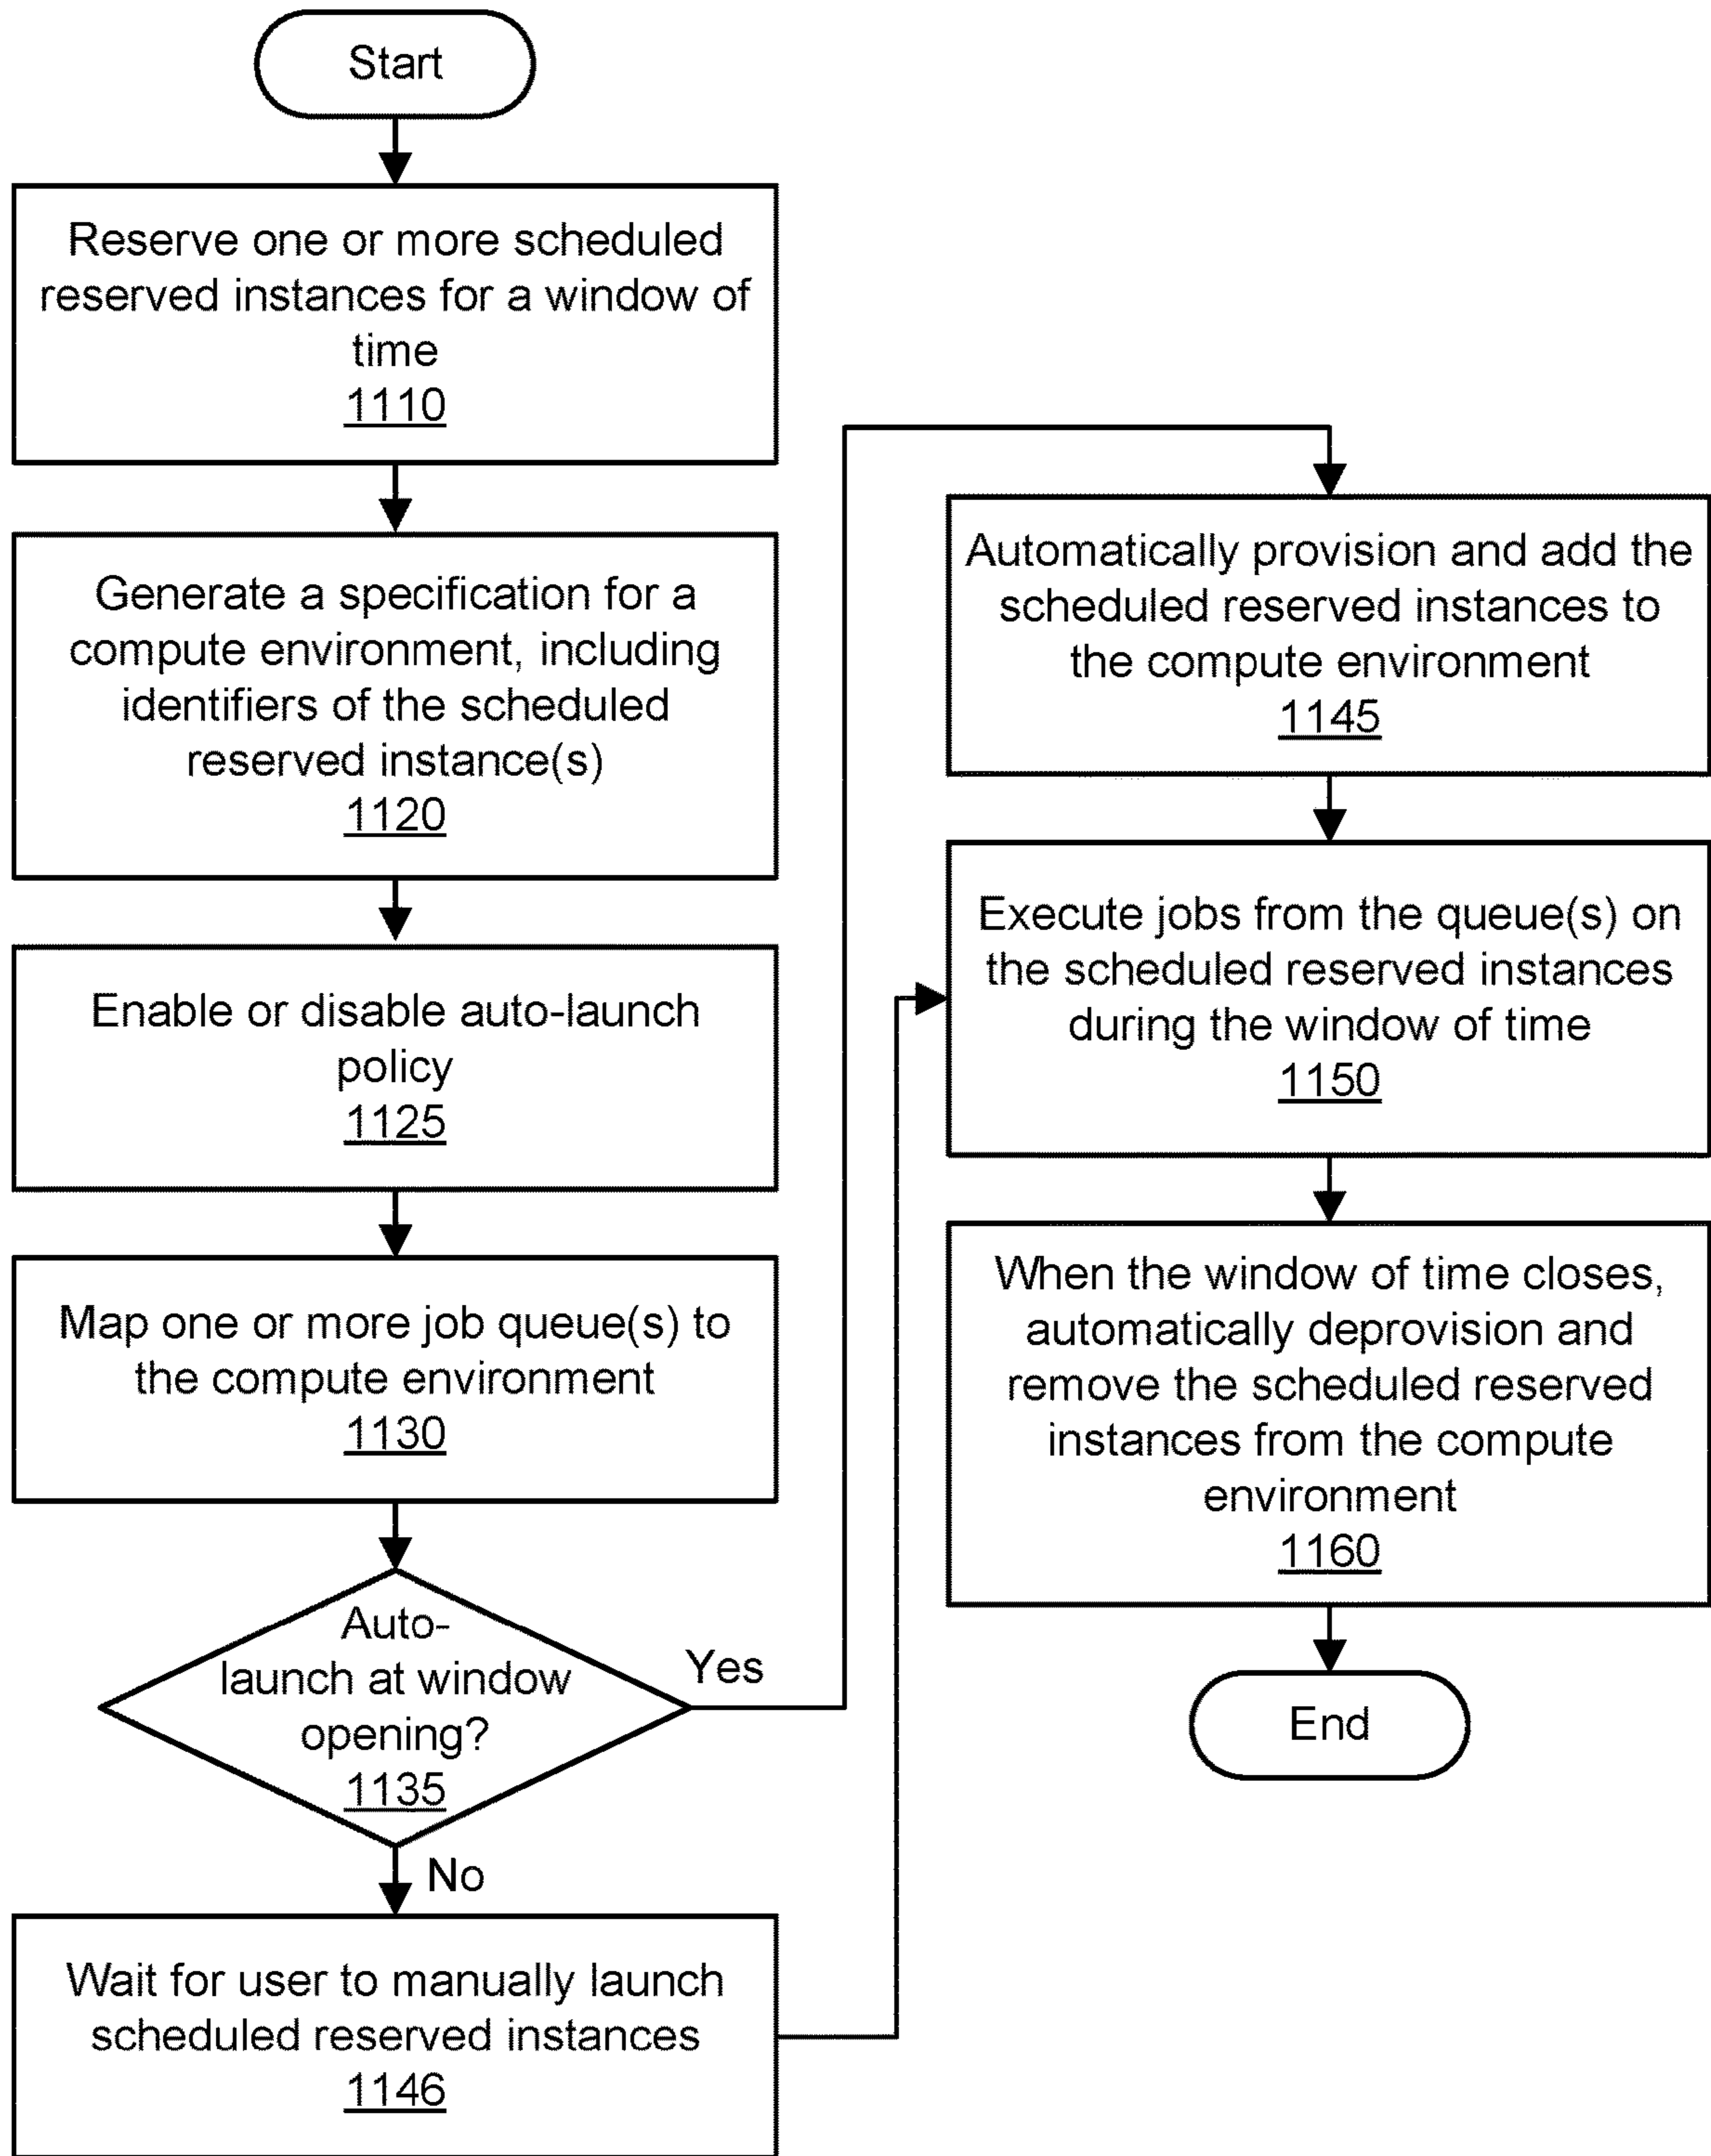 Start
Reserve one or more scheduled
reserved instances for a window of
time
1110
Generate a specification for a
compute environment, including
identifiers of the scheduled
reserved instance(s)
1120
Enable or disable auto-launch
policy
1125
Map one or more job queue(s) to
the compute environment
1130
Auto-
launch at window
opening?
1135
Yes
No
Wait for user to manually launch
scheduled reserved instances
1146
Automatically provision and add the
scheduled reserved instances to
the compute environment
1145
Execute jobs from the queue(s) on
the scheduled reserved instances
during the window of time
1150
When the window of time closes,
automatically deprovision and
remove the scheduled reserved
instances from the compute
environment
1160
End